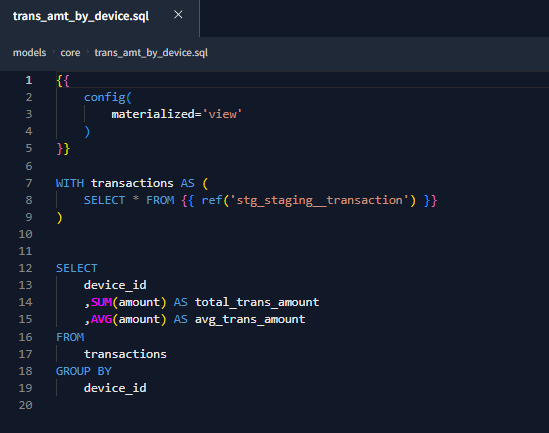 trans_amt_by_device.sql ×
models › core › trans_amt_by_device.sql
1 {{
2 config(
3 materialized='view'
4 )
5 }}
6
7 WITH transactions AS (
8 SELECT * FROM {{ ref('stg_staging__transaction') }}
9 )
10
11
12 SELECT
13 device_id
14 ,SUM(amount) AS total_trans_amount
15 ,AVG(amount) AS avg_trans_amount
16 FROM
17 transactions
18 GROUP BY
19 device_id
20